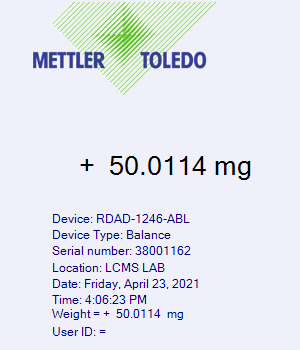 METTLER TOLEDO
+ 50.0114 mg
Device: RDAD-1246-ABL
Device Type: Balance
Serial number: 38001162
Location: LCMS LAB
Date: Friday, April 23, 2021
Time: 4:06:23 PM
Weight = + 50.0114 mg
User ID: =